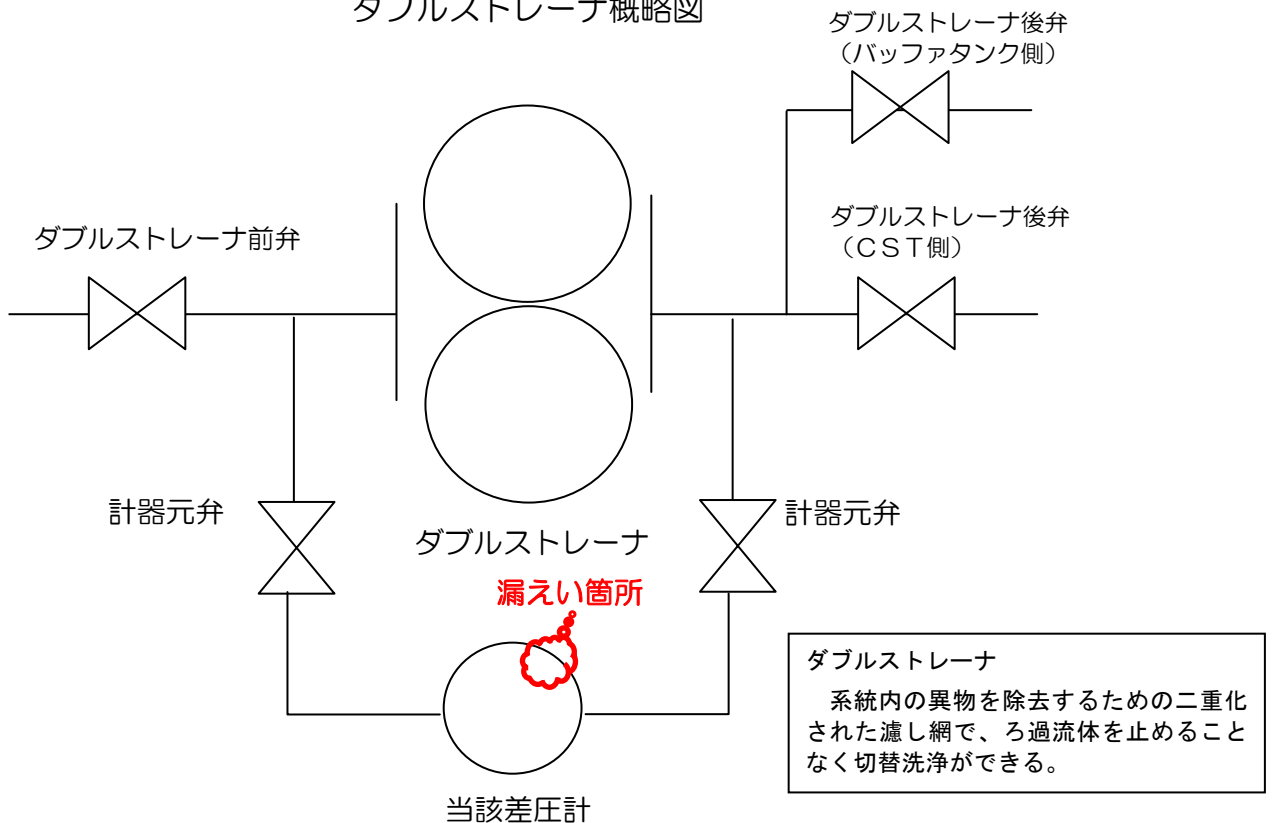 ダブルストレーナ概略図
ダブルストレーナ後弁
（バッファタンク側）
ダブルストレーナ後弁
（ＣＳＴ側）
ダブルストレーナ前弁
計器元弁
計器元弁
ダブルストレーナ
漏えい箇所
ダブルストレーナ
　系統内の異物を除去するための二重化
された濾し網で、ろ過流体を止めること
なく切替洗浄ができる。
当該差圧計